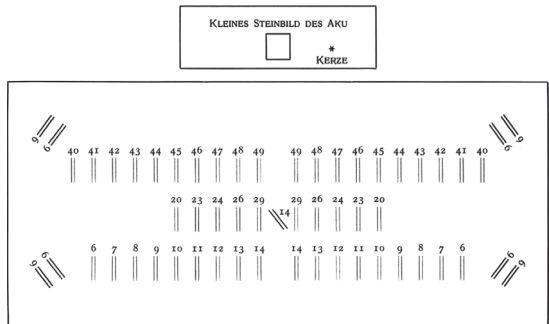 Kleines Steinbild des Aku
*
Kerze
9 6 9 6
40 41 42 43 44 45 46 47 48 49 49 48 47 46 45 44 43 42 41 40
20 23 24 26 29 14 29 26 24 23 20
6 7 8 9 10 11 12 13 14 14 13 12 11 10 9 8 7 6
9 6 6 9